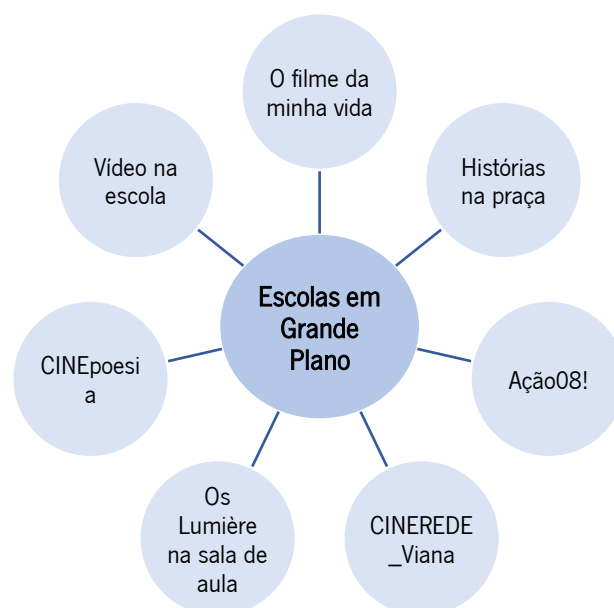 O filme da
minha vida
Vídeo na
escola
Histórias
na praça
Escolas em
Grande
Plano
CINEpoesi
a
Ação08!
Os
Lumière
na sala de
aula
CINEREDE
_Viana